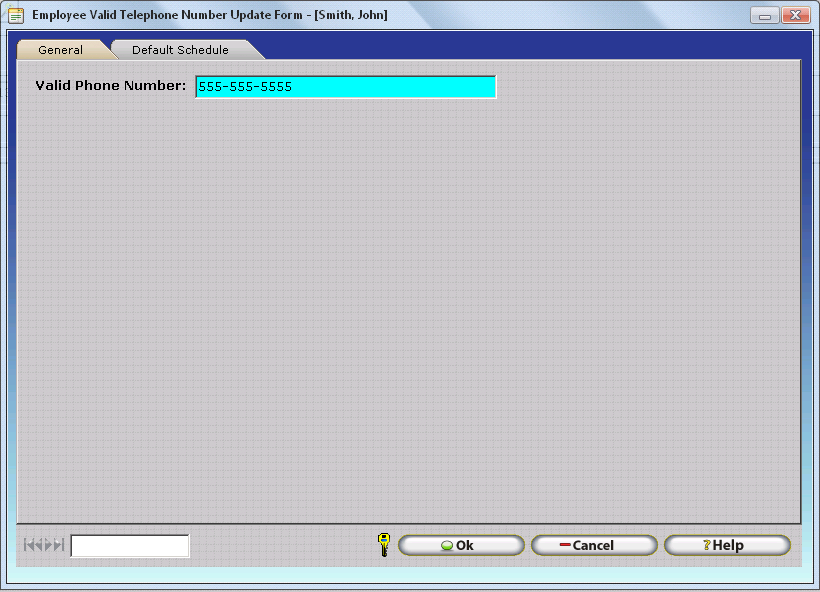 Employee Valid Telephone Number Update Form - [Smith, John]
General Default Schedule
Valid Phone Number: 555-555-5555
Ok Cancel ?Help